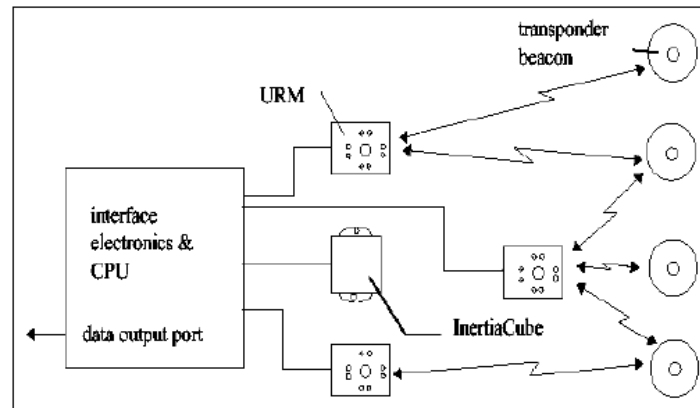 transponder
beacon
URM
interface
electronics &
CPU
data output port
InertiaCube